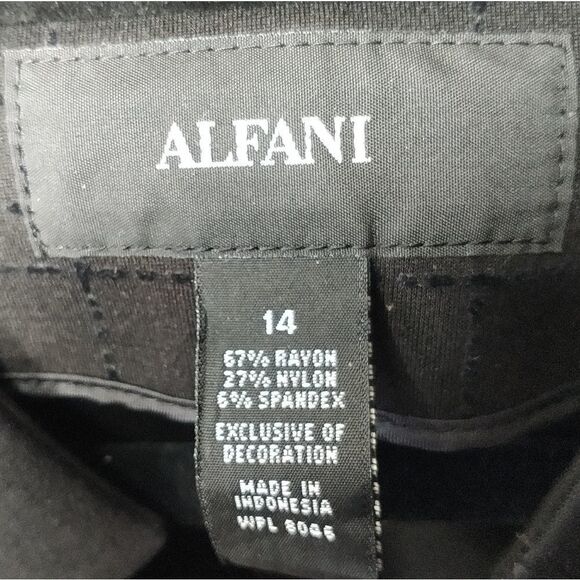 ALFANI
14
67% RAYON
27% NYLON
6% SPANDEX
EXCLUSIVE OF
DECORATION
MADE IN
INDONESIA
WPL 8046